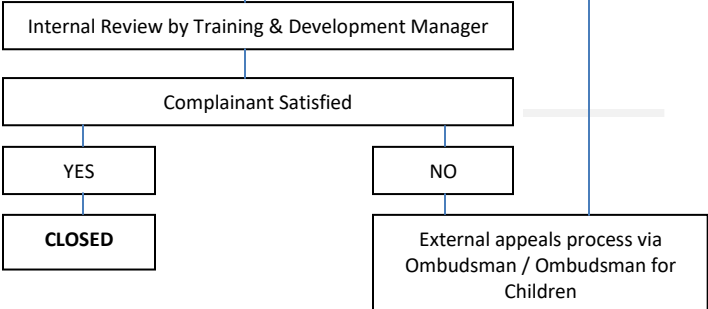 Internal Review by Training & Development Manager
Complainant Satisfied
YES
NO
CLOSED
External appeals process via
Ombudsman / Ombudsman for
Children